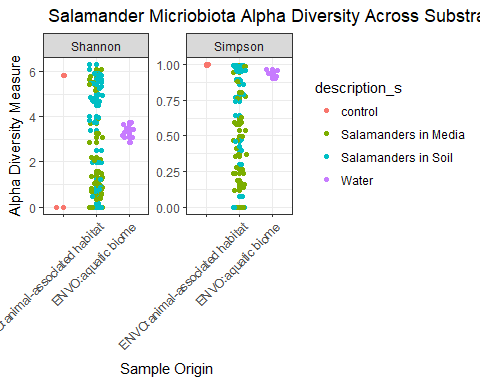 Salamander Micriobiota Alpha Diversity Across Substra
Shannon
Simpson
Alpha Diversity Measure
6
4
2
0
1.00
0.75
0.50
0.25
0.00
animal-associated habitat
ENVO:aquatic biome
ENVO:animal-associated habitat
ENVO:aquatic biome
Sample Origin
description_s
control
Salamanders in Media
Salamanders in Soil
Water